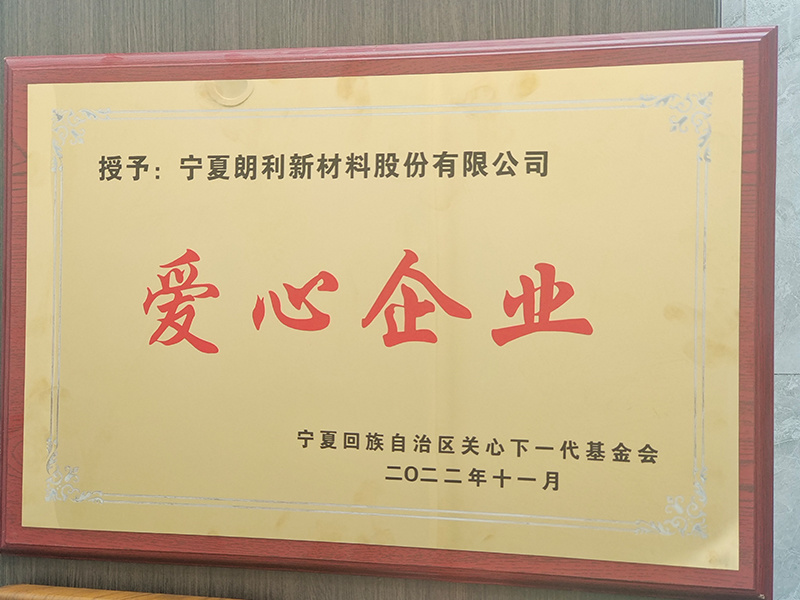 授予：宁夏朗利新材料股份有限公司
爱心企业
宁夏回族自治区关心下一代基金会
二〇二二年十一月